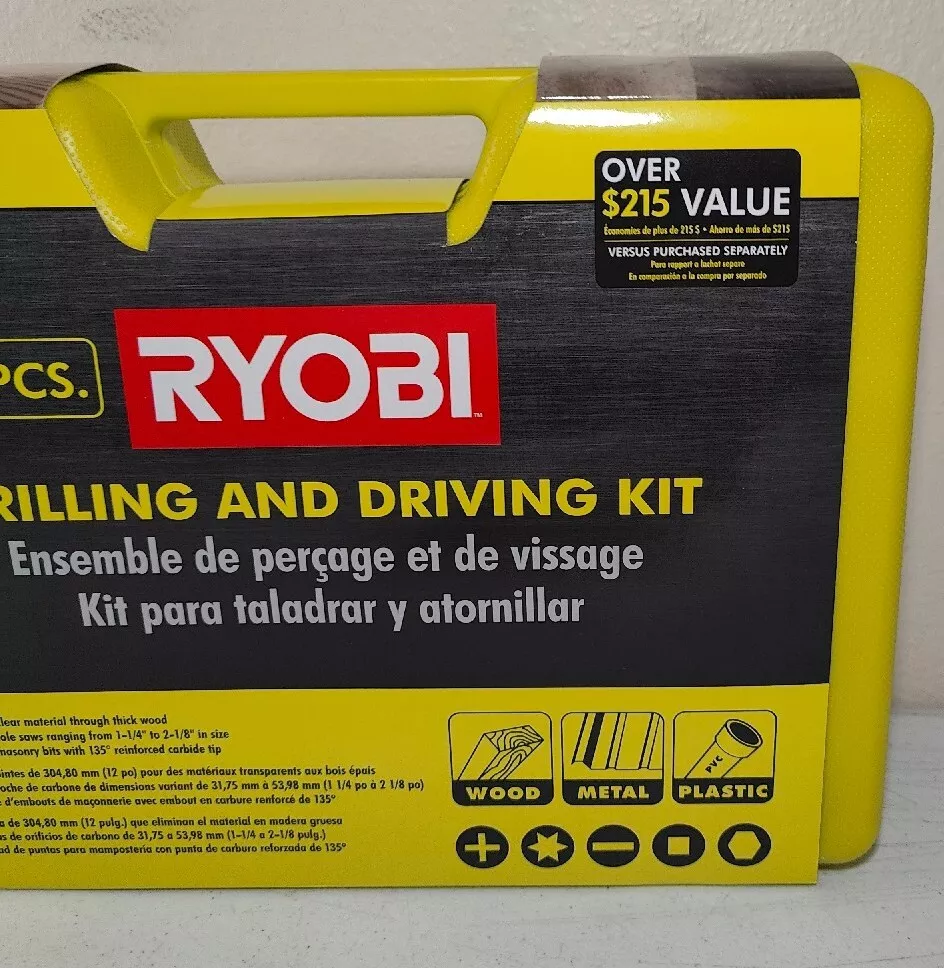 OVER
$215 VALUE
Économies de plus de 215 $ • Ahorro de más de $215
VERSUS PURCHASED SEPARATELY
Par rapport a lachat separe
En comparación a la compra por separado
PCS.
RYOBI™
RILLING AND DRIVING KIT
Ensemble de perçage et de vissage
Kit para taladrar y atornillar
lear material through thick wood
ole saws ranging from 1-1/4" to 2-1/8" in size
masonry bits with 135° reinforced carbide tip
intes de 304,80 mm (12 po) pour des matériaux transparents aux bois épais
oche de carbone de dimensions variant de 31,75 mm à 53,98 mm (1 1/4 po à 2 1/8 po)
d'embouts de maçonnerie avec embout en carbure renforcé de 135°
a de 304,80 mm (12 pulg.) que eliminan el material en madera gruesa
as de orificios de carbono de 31,75 a 53,98 mm (1-1/4 a 2-1/8 pulg.)
ad de puntas para mampostería con punta de carburo reforzada de 135°
PVC
WOOD METAL PLASTIC